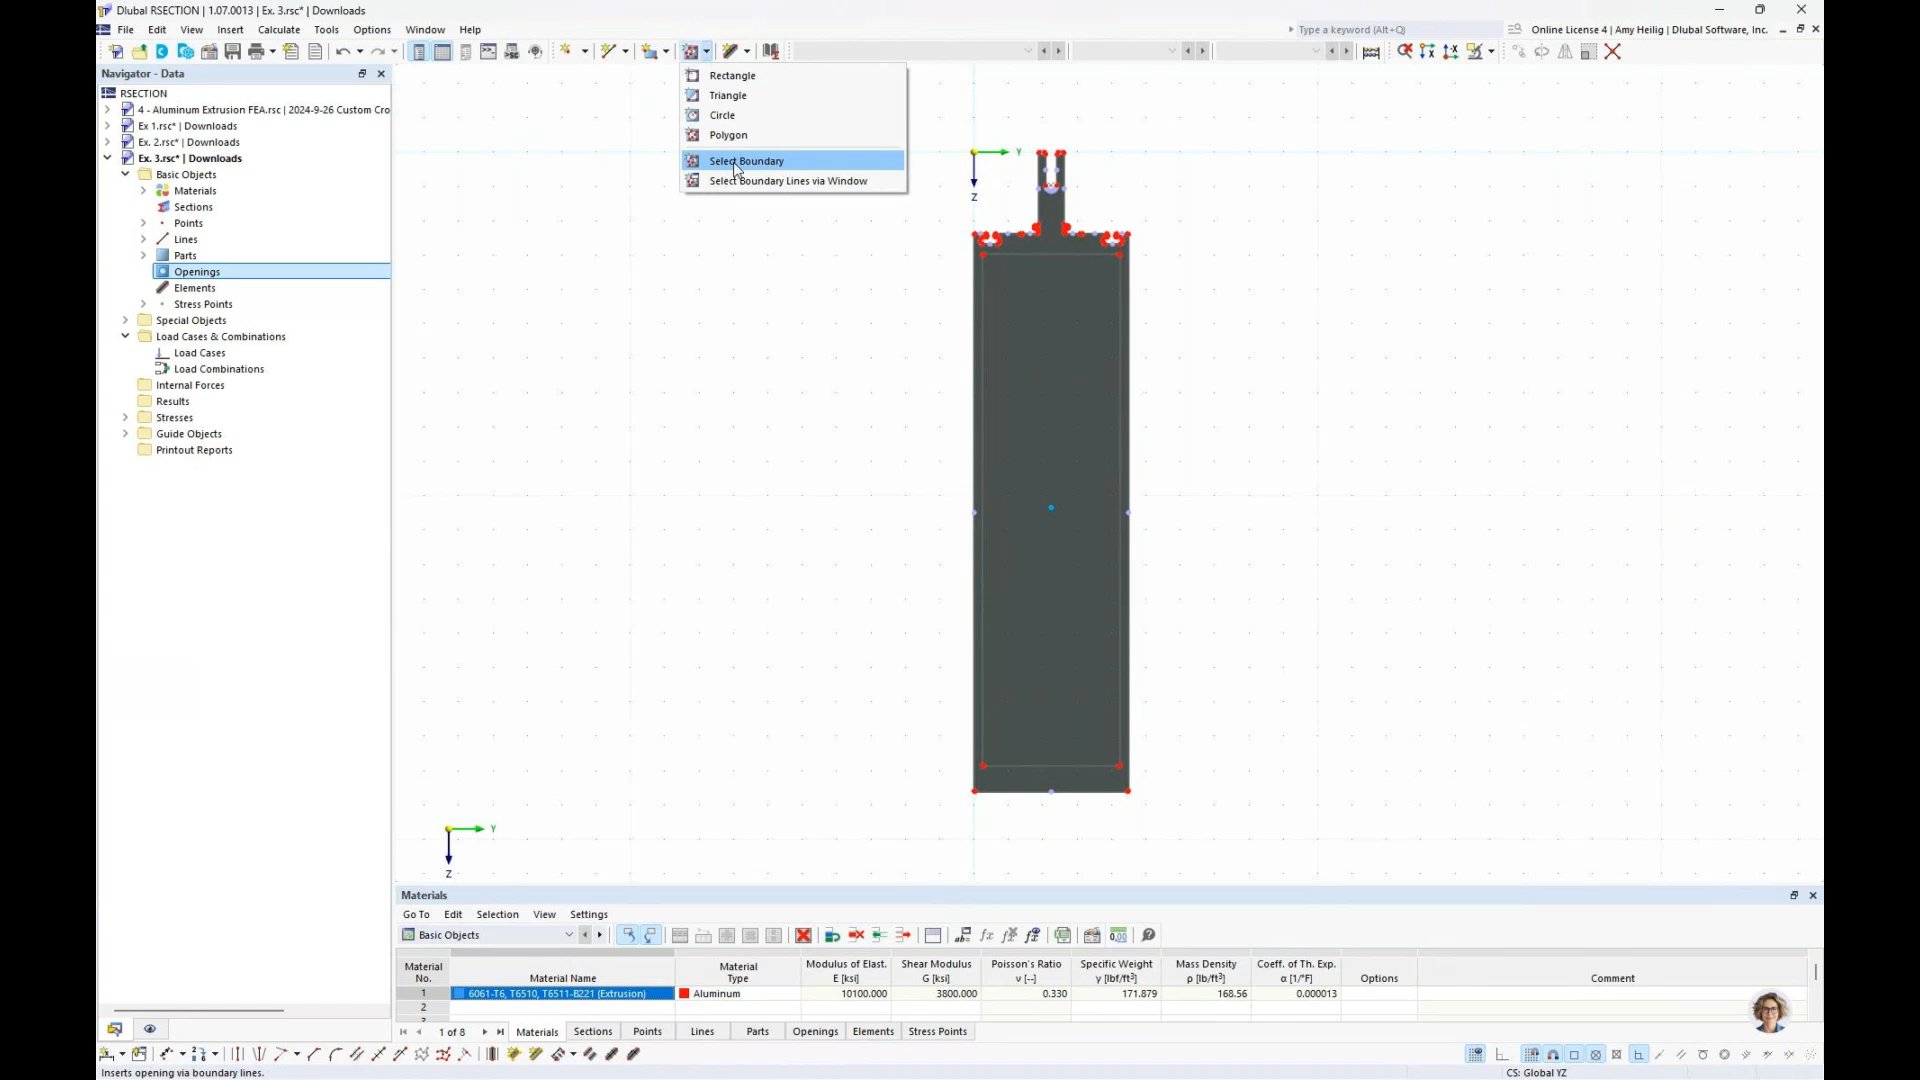 Dlubal RSECTION | 1.07.0013 | Ex. 3.rsc* | Downloads
File Edit View Insert Graphics Calculate Tools Options Window Help
Type a keyword (Alt+Q)
Online License 4 | Amy Heilig | Dlubal Software, Inc.
Navigator - Data
RSECTION
4 - Aluminum Extrusion FEA.rsc | 2024-9-26 Custom Cro
Ex 1.rsc* | Downloads
Ex. 2.rsc* | Downloads
Ex. 3.rsc* | Downloads
Basic Objects
Materials
Sections
Points
Lines
Parts
Openings
Elements
Stress Points
Special Objects
Load Cases & Combinations
Load Cases
Load Combinations
Internal Forces
Results
Stresses
Guide Objects
Printout Reports
Rectangle
Triangle
Circle
Polygon
Select Boundary
Select Boundary Lines via Window
Y
Z
Y
Z
Materials
Go To Edit Selection View Settings
Basic Objects
Material No.
Material Name
Material Type
Modulus of Elast. E [ksi]
Shear Modulus G [ksi]
Poisson's Ratio ν [--]
Specific Weight γ [lbf/ft³]
Mass Density ρ [lb/ft³]
Coeff. of Th. Exp. α [1/°F]
Options
Comment
1 6061-T6, T6510, T6511-B221 (Extrusion) Aluminum 10100.000 3800.000 0.330 171.879 168.56 0.000013
2
1 of 8 Materials Sections Points Lines Parts Openings Elements Stress Points
Inserts opening via boundary lines.
CS: Global YZ